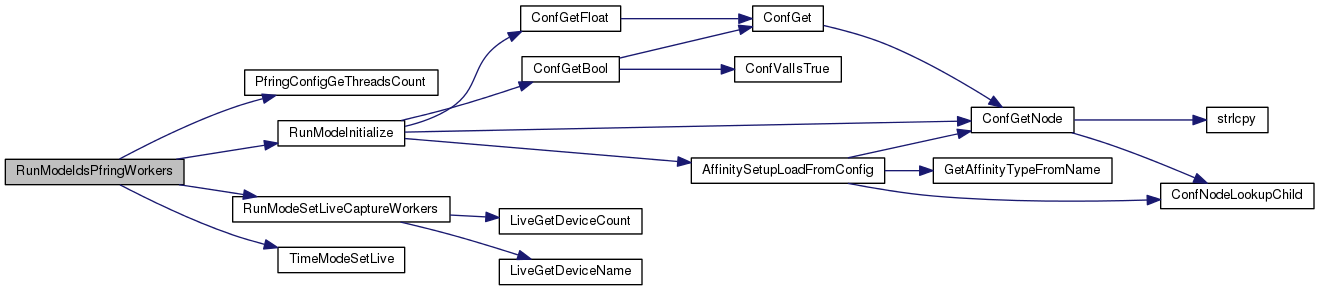 RunModeIdsPfringWorkers
PfringConfigGeThreadsCount
RunModeInitialize
RunModeSetLiveCaptureWorkers
TimeModeSetLive
ConfGetFloat
ConfGetBool
ConfGet
ConfValIsTrue
AffinitySetupLoadFromConfig
LiveGetDeviceCount
LiveGetDeviceName
ConfGetNode
GetAffinityTypeFromName
strlcpy
ConfNodeLookupChild